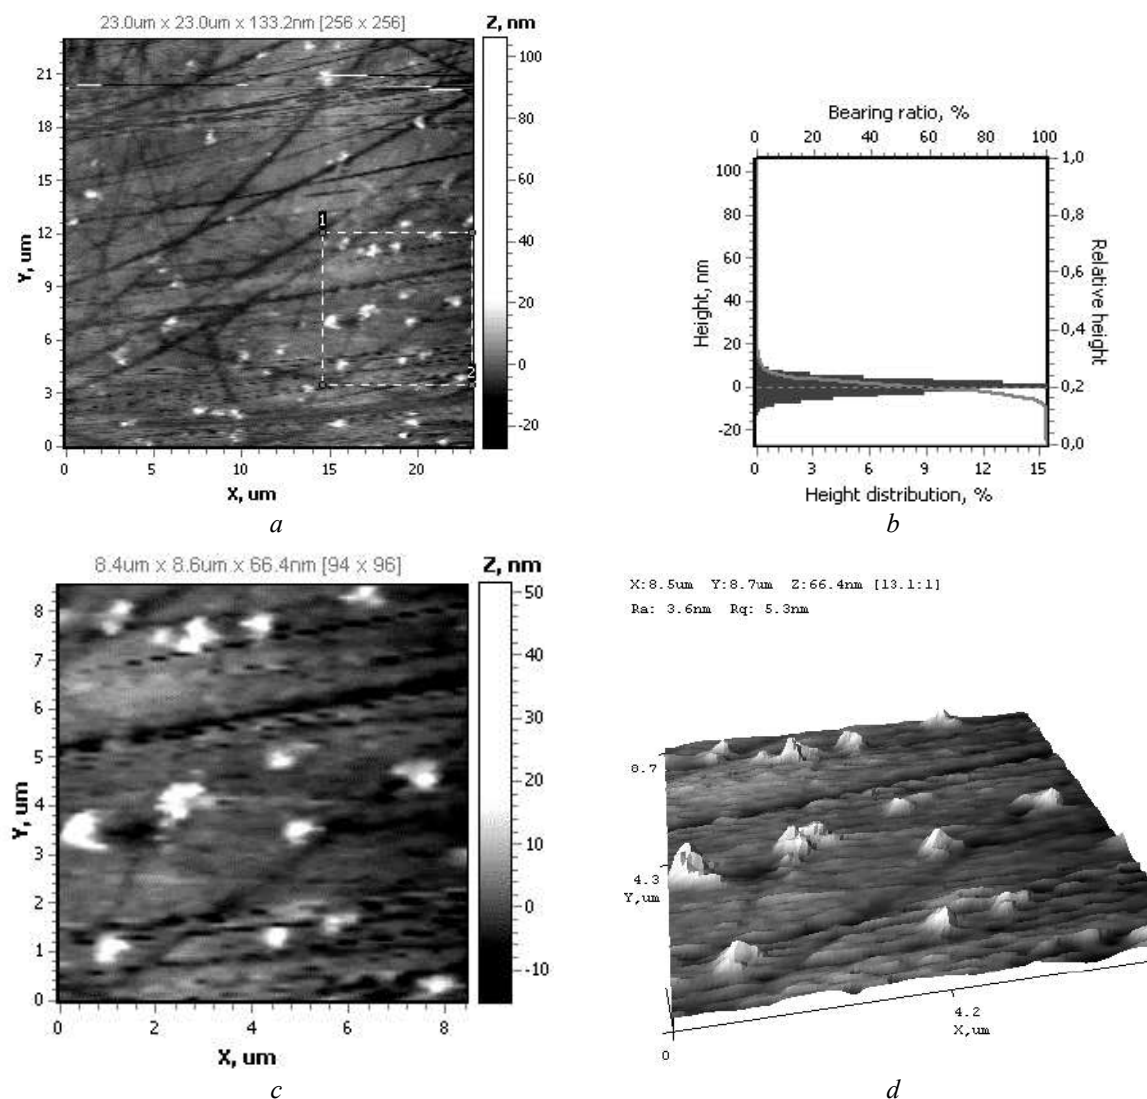 23.0um x 23.0um x 133.2nm [256 x 256]
Z, nm
100
80
60
40
20
0
-20
21
18
15
12
9
6
3
0
Y, um
1
2
0 5 10 15 20
X, um
a
Bearing ratio, %
0 20 40 60 80 100
100
80
60
40
20
0
-20
Height, nm
1,0
0,8
0,6
0,4
0,2
0,0
Relative height
0 3 6 9 12 15
Height distribution, %
b
8.4um x 8.6um x 66.4nm [94 x 96]
Z, nm
50
40
30
20
10
0
-10
8
7
6
5
4
3
2
1
0
Y, um
0 2 4 6 8
X, um
c
X:8.5um Y:8.7um Z:66.4nm [13.1:1]
Ra: 3.6nm Rq: 5.3nm
8.7
4.3
Y,um
4.2
X,um
0
d